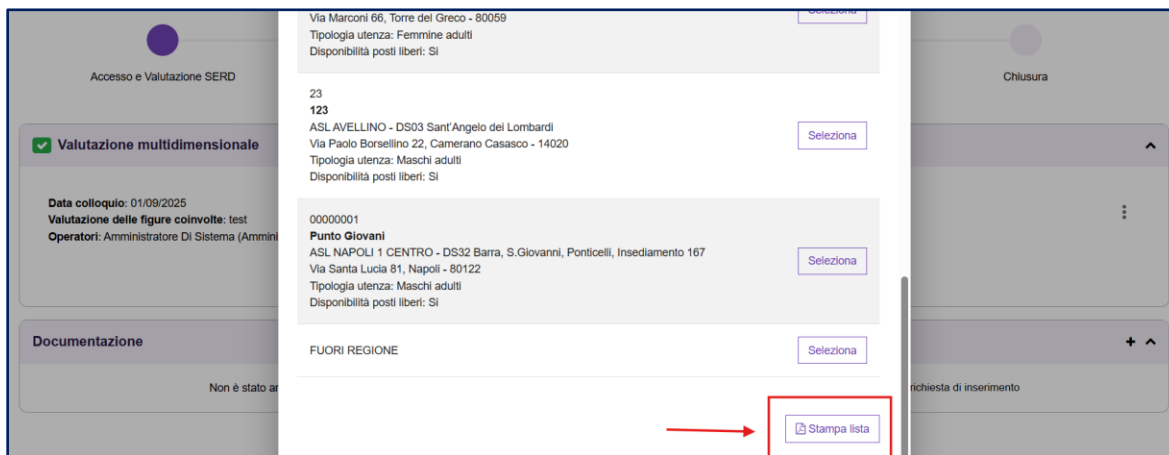 Via Marconi 66, Torre del Greco - 80059
Tipologia utenza: Femmine adulti
Disponibilità posti liberi: Si
Seleziona
Accesso e Valutazione SERD
Chiusura
23
123
ASL AVELLINO - DS03 Sant'Angelo dei Lombardi
Via Paolo Borsellino 22, Camerano Casasco - 14020
Tipologia utenza: Maschi adulti
Disponibilità posti liberi: Si
Seleziona
Valutazione multidimensionale
Data colloquio: 01/09/2025
Valutazione delle figure coinvolte: test
Operatori: Amministratore Di Sistema (Ammini
00000001
Punto Giovani
ASL NAPOLI 1 CENTRO - DS32 Barra, S.Giovanni, Ponticelli, Insediamento 167
Via Santa Lucia 81, Napoli - 80122
Tipologia utenza: Maschi adulti
Disponibilità posti liberi: Si
Seleziona
Documentazione
FUORI REGIONE
Seleziona
Non è stato ar
richiesta di inserimento
Stampa lista